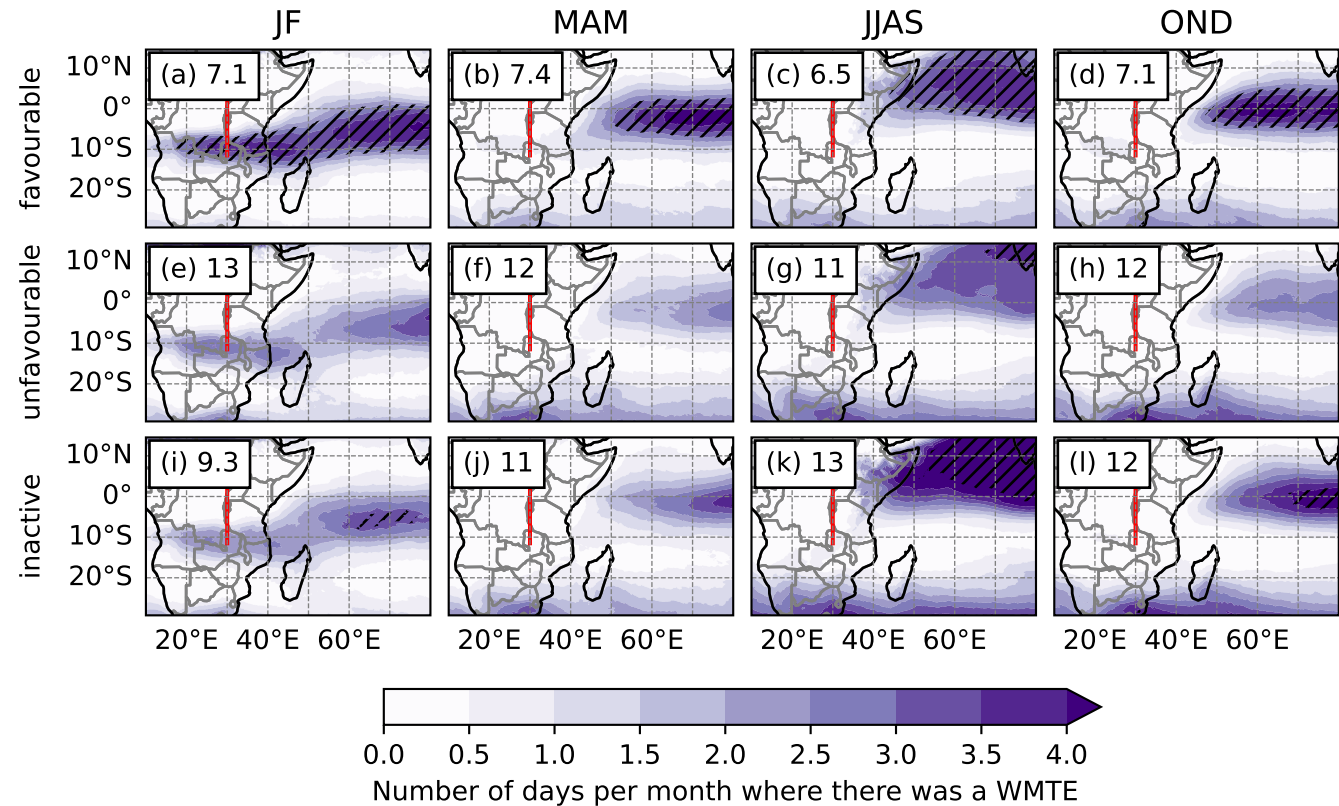 JF MAM JJAS OND
favourable
10°N
0°
10°S
20°S
(a) 7.1
(b) 7.4
(c) 6.5
(d) 7.1
unfavourable
10°N
0°
10°S
20°S
(e) 13
(f) 12
(g) 11
(h) 12
inactive
10°N
0°
10°S
20°S
(i) 9.3
(j) 11
(k) 13
(l) 12
20°E 40°E 60°E 20°E 40°E 60°E 20°E 40°E 60°E 20°E 40°E 60°E
0.0 0.5 1.0 1.5 2.0 2.5 3.0 3.5 4.0
Number of days per month where there was a WMTE